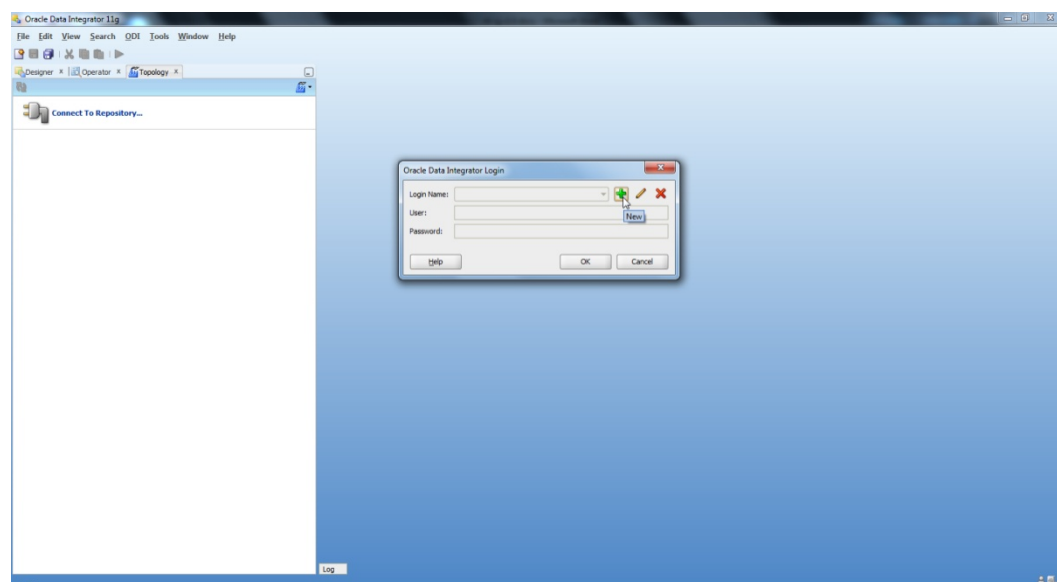 Oracle Data Integrator 11g
File Edit View Search ODI Tools Window Help
Designer Operator Topology
Connect To Repository...
Oracle Data Integrator Login
Login Name:
New
User:
Password:
Help OK Cancel
Log